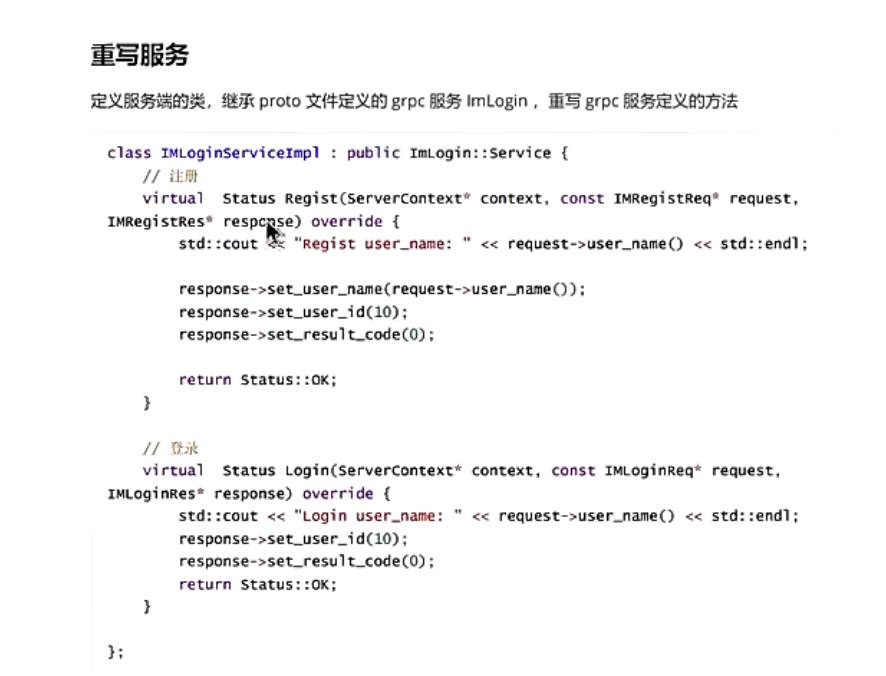 重写服务
定义服务端的类，继承 proto 文件定义的 grpc 服务 ImLogin ，重写 grpc 服务定义的方法
class IMLoginServiceImpl : public ImLogin::Service {
    // 注册
    virtual  Status Regist(ServerContext* context, const IMRegistReq* request,
IMRegistRes* response) override {
        std::cout << "Regist user_name: " << request->user_name() << std::endl;

        response->set_user_name(request->user_name());
        response->set_user_id(10);
        response->set_result_code(0);

        return Status::OK;
    }

    // 登录
    virtual  Status Login(ServerContext* context, const IMLoginReq* request,
IMLoginRes* response) override {
        std::cout << "Login user_name: " << request->user_name() << std::endl;
        response->set_user_id(10);
        response->set_result_code(0);
        return Status::OK;
    }

};